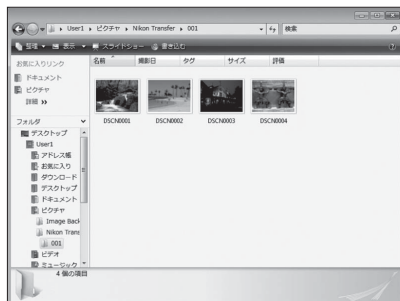 User1 ▸ ピクチャ ▸ Nikon Transfer ▸ 001
検索
整理 表示 スライドショー 書き込む
お気に入りリンク
ドキュメント
ピクチャ
詳細 »
フォルダ
デスクトップ
User1
アドレス帳
お気に入り
ダウンロード
デスクトップ
ドキュメント
ピクチャ
Image Back
Nikon Trans
001
ビデオ
ミュージック
名前 撮影日 タグ サイズ 評価
DSCN0001 DSCN0002 DSCN0003 DSCN0004
4 個の項目